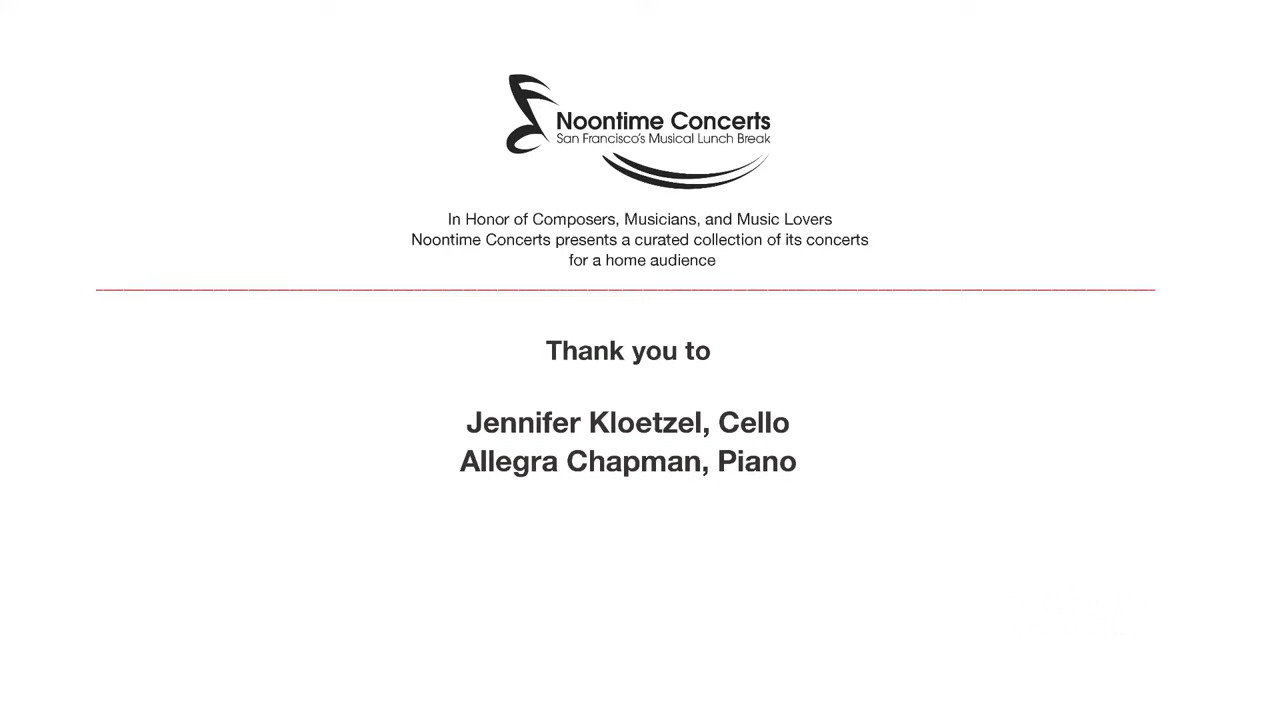 Noontime Concerts
San Francisco's Musical Lunch Break
In Honor of Composers, Musicians, and Music Lovers
Noontime Concerts presents a curated collection of its concerts
for a home audience
Thank you to
Jennifer Kloetzel, Cello
Allegra Chapman, Piano